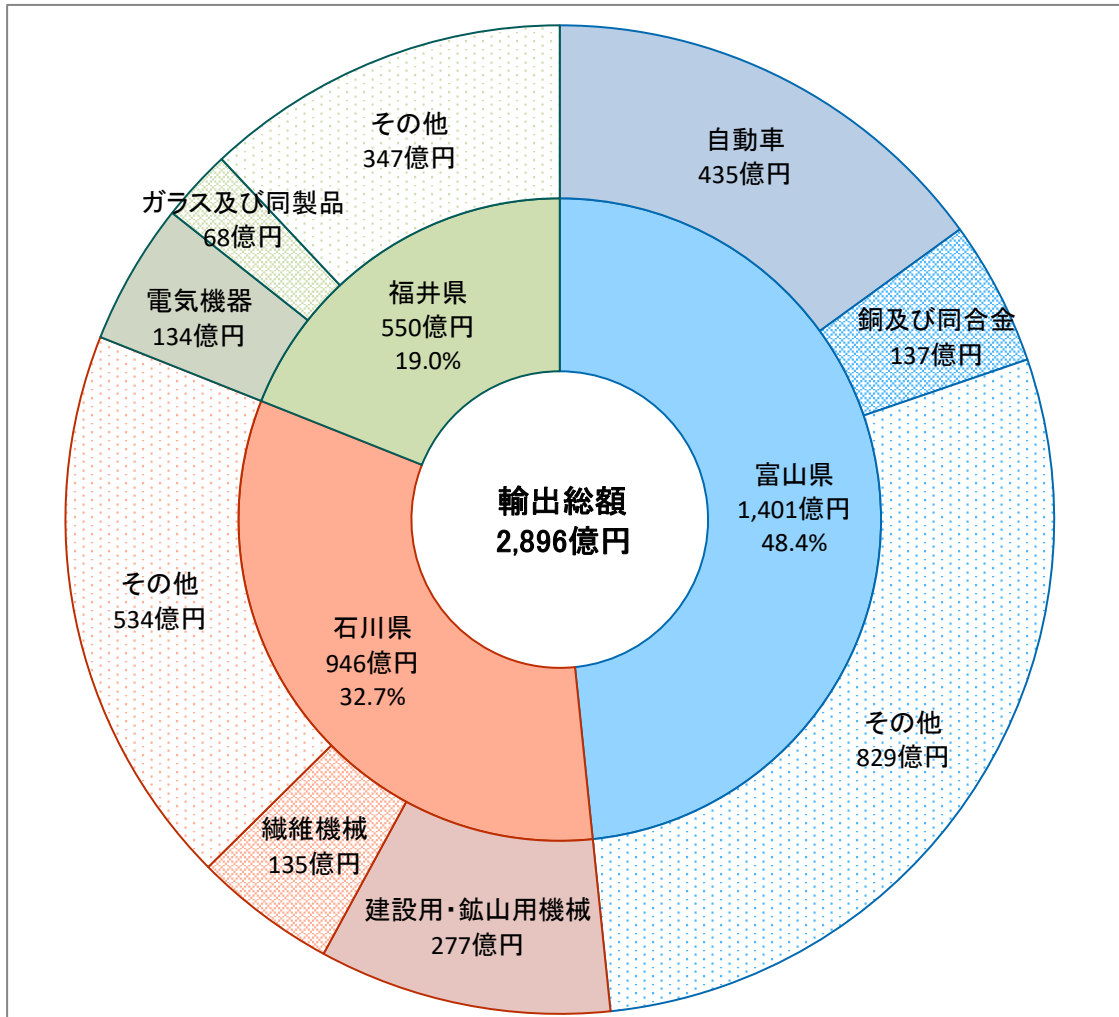 輸出総額
2,896億円
富山県
1,401億円
48.4%
自動車
435億円
銅及び同合金
137億円
その他
829億円
石川県
946億円
32.7%
建設用・鉱山用機械
277億円
繊維機械
135億円
その他
534億円
福井県
550億円
19.0%
電気機器
134億円
ガラス及び同製品
68億円
その他
347億円